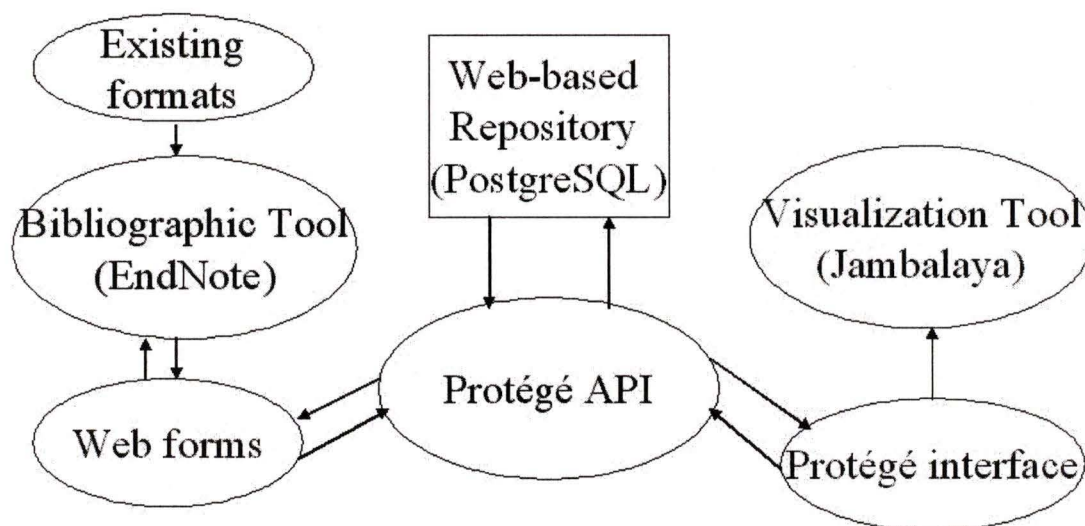 Existing
formats
Web-based
Repository
(PostgreSQL)
Bibliographic Tool
(EndNote)
Visualization Tool
(Jambalaya)
Protégé API
Web forms
Protégé interface